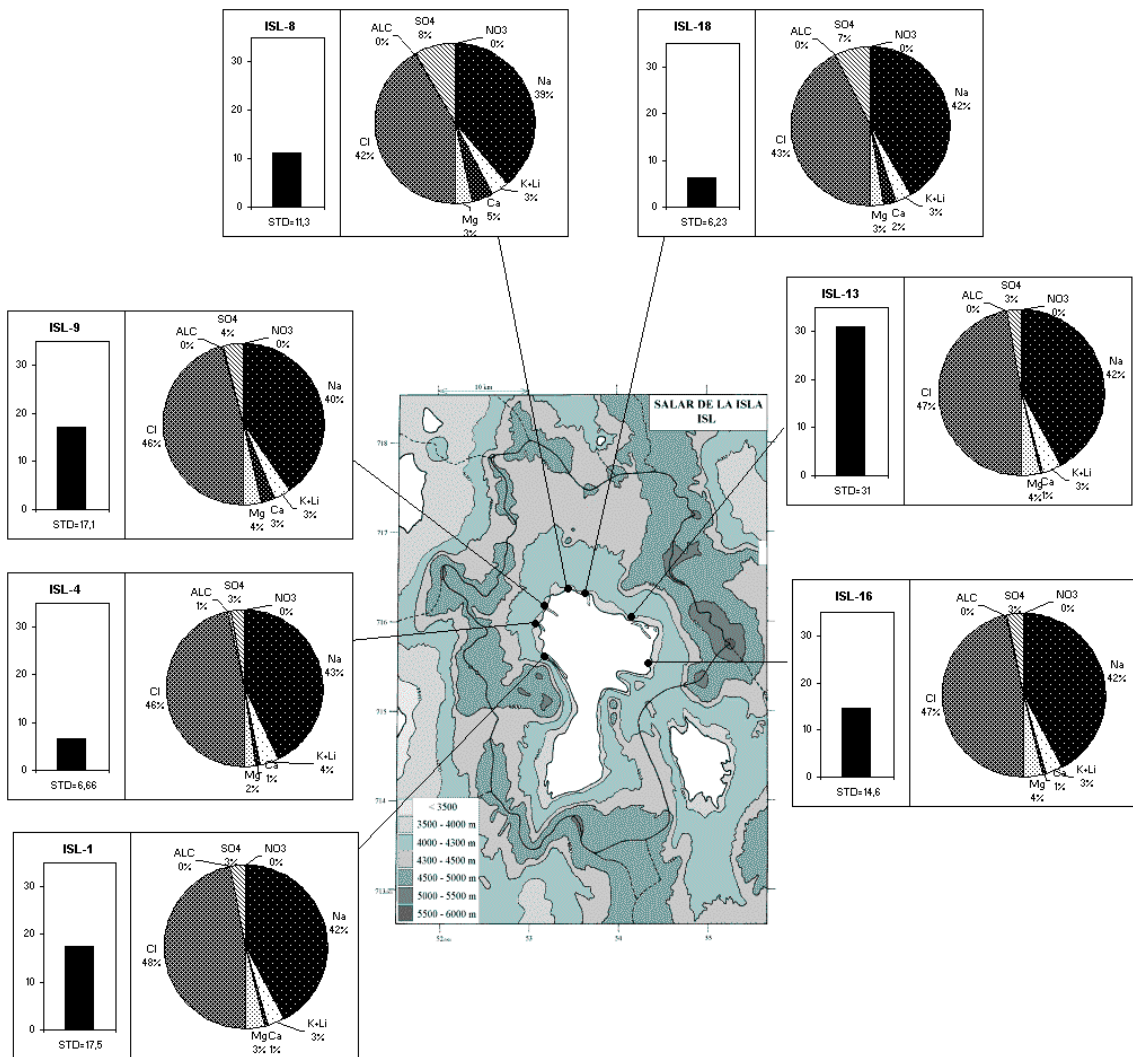 ISL-8
30
20
10
0
STD=11,3
ALC
0%
SO4
8%
NO3
0%
Na
39%
K+Li
3%
Ca
5%
Mg
3%
Cl
42%
ISL-18
30
20
10
0
STD=6,23
ALC
0%
SO4
7%
NO3
0%
Na
42%
K+Li
3%
Ca
2%
Mg
3%
Cl
43%
ISL-9
30
20
10
0
STD=17,1
ALC
0%
SO4
4%
NO3
0%
Na
40%
K+Li
3%
Ca
3%
Mg
4%
Cl
46%
ISL-13
30
20
10
0
STD=31
ALC
0%
SO4
3%
NO3
0%
Na
42%
K+Li
3%
Ca
1%
Mg
4%
Cl
47%
ISL-4
30
20
10
0
STD=6,66
ALC
1%
SO4
3%
NO3
0%
Na
43%
K+Li
4%
Ca
1%
Mg
2%
Cl
46%
ISL-16
30
20
10
0
STD=14,6
ALC
0%
SO4
3%
NO3
0%
Na
42%
K+Li
3%
Ca
1%
Mg
4%
Cl
47%
ISL-1
30
20
10
0
STD=17,5
ALC
0%
SO4
3%
NO3
0%
Na
42%
K+Li
3%
Ca
1%
Mg
3%
Cl
48%
10 km
SALAR DE LA ISLA
ISL
718
717
716
715
714
< 3500
3500 - 4000 m
4000 - 4300 m
4300 - 4500 m
4500 - 5000 m
5000 - 5500 m
5500 - 6000 m
53
54
55